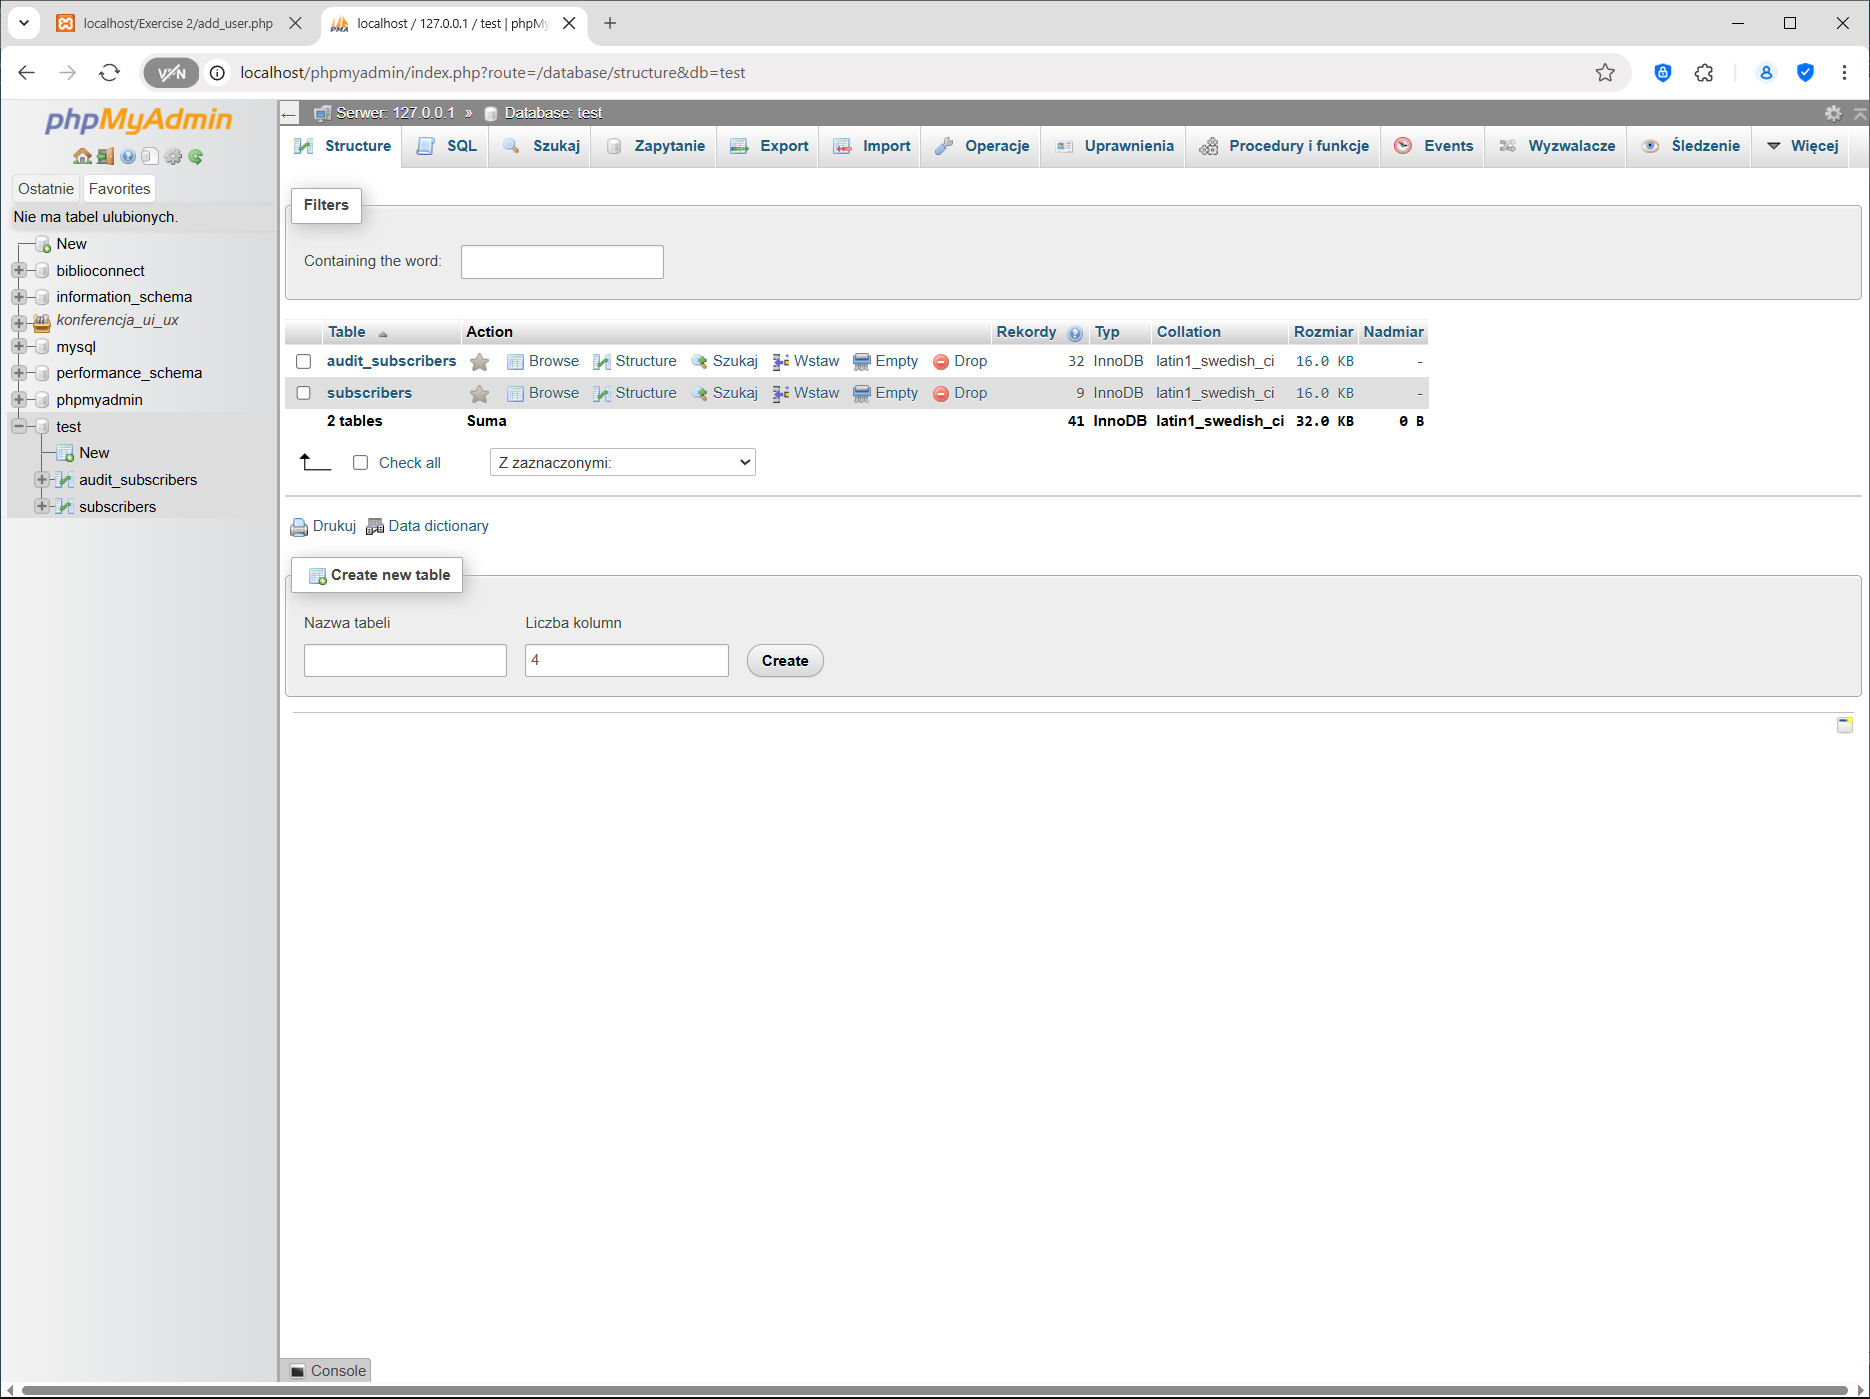 localhost/Exercise 2/add_user.php
localhost / 127.0.0.1 / test | phpMy
VPN
localhost/phpmyadmin/index.php?route=/database/structure&db=test
phpMyAdmin
Ostatnie Favorites
Nie ma tabel ulubionych.
New
biblioconnect
information_schema
konferencja_ui_ux
mysql
performance_schema
phpmyadmin
test
New
audit_subscribers
subscribers
Serwer: 127.0.0.1 » Database: test
Structure SQL Szukaj Zapytanie Export Import Operacje Uprawnienia Procedury i funkcje Events Wyzwalacze Śledzenie Więcej
Filters
Containing the word:
Table Action Rekordy Typ Collation Rozmiar Nadmiar
audit_subscribers Browse Structure Szukaj Wstaw Empty Drop 32 InnoDB latin1_swedish_ci 16.0 KB -
subscribers Browse Structure Szukaj Wstaw Empty Drop 9 InnoDB latin1_swedish_ci 16.0 KB -
2 tables Suma 41 InnoDB latin1_swedish_ci 32.0 KB 0 B
Check all Z zaznaczonymi:
Drukuj Data dictionary
Create new table
Nazwa tabeli Liczba kolumn
4 Create
Console